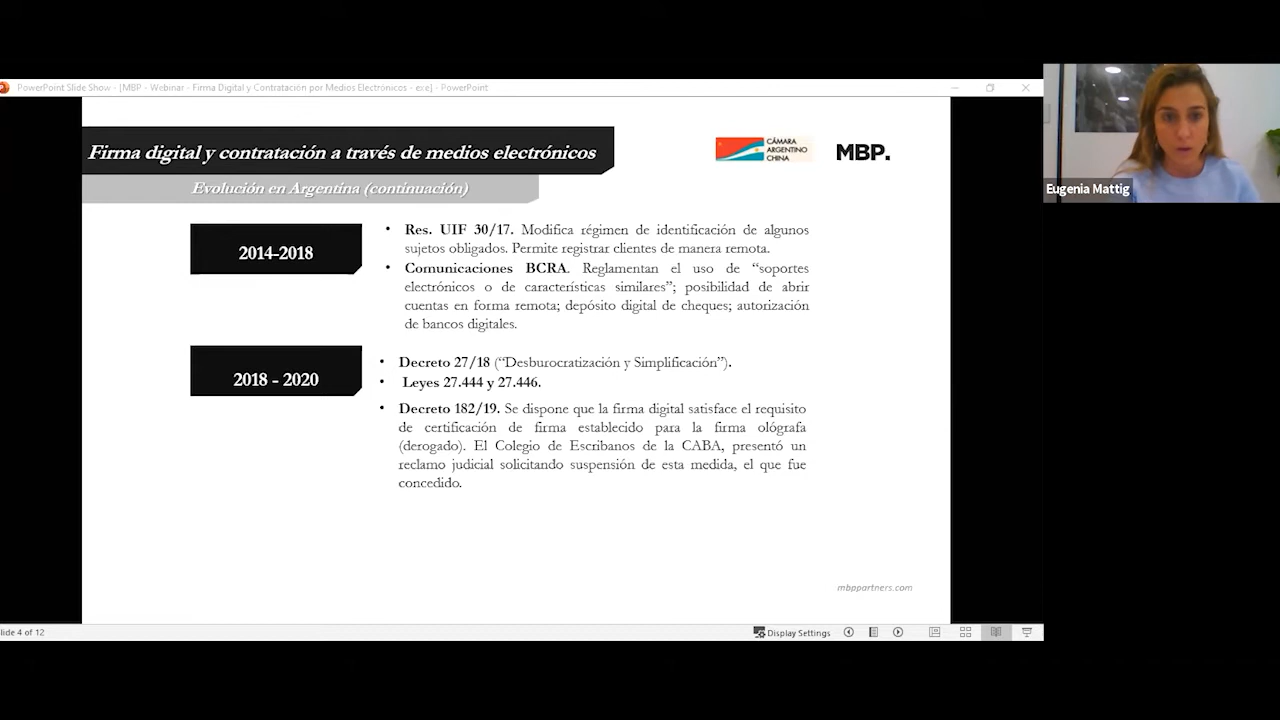 PowerPoint Slide Show - [MBP - Webinar - Firma Digital y Contratación por Medios Electrónicos - ece] - PowerPoint
Firma digital y contratación a través de medios electrónicos
Evolución en Argentina (continuación)
CÁMARA
ARGENTINO
CHINA
MBP.
Eugenia Mattig
2014-2018
• Res. UIF 30/17. Modifica régimen de identificación de algunos
sujetos obligados. Permite registrar clientes de manera remota.
• Comunicaciones BCRA. Reglamentan el uso de “soportes
electrónicos o de características similares”; posibilidad de abrir
cuentas en forma remota; depósito digital de cheques; autorización
de bancos digitales.
2018 - 2020
• Decreto 27/18 (“Desburocratización y Simplificación”).
• Leyes 27.444 y 27.446.
• Decreto 182/19. Se dispone que la firma digital satisface el requisito
de certificación de firma establecido para la firma ológrafa
(derogado). El Colegio de Escribanos de la CABA, presentó un
reclamo judicial solicitando suspensión de esta medida, el que fue
concedido.
mbppartners.com
lide 4 of 12
Display Settings